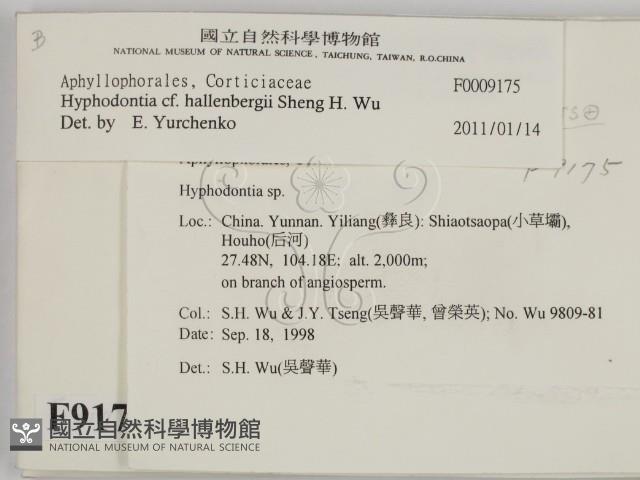 B
國立自然科學博物館
NATIONAL MUSEUM OF NATURAL SCIENCE, TAICHUNG, TAIWAN, R.O.CHINA
Aphyllophorales, Corticiaceae F0009175
Hyphodontia cf. hallenbergii Sheng H. Wu
Det. by E. Yurchenko 2011/01/14
F9175
Hyphodontia sp.
Loc.: China. Yunnan. Yiliang(彝良): Shiaotsaopa(小草壩),
Houho(后河)
27.48N, 104.18E; alt. 2,000m;
on branch of angiosperm.
Col.: S.H. Wu & J.Y. Tseng(吳聲華, 曾榮英); No. Wu 9809-81
Date: Sep. 18, 1998
Det.: S.H. Wu(吳聲華)
F917
國立自然科學博物館
NATIONAL MUSEUM OF NATURAL SCIENCE